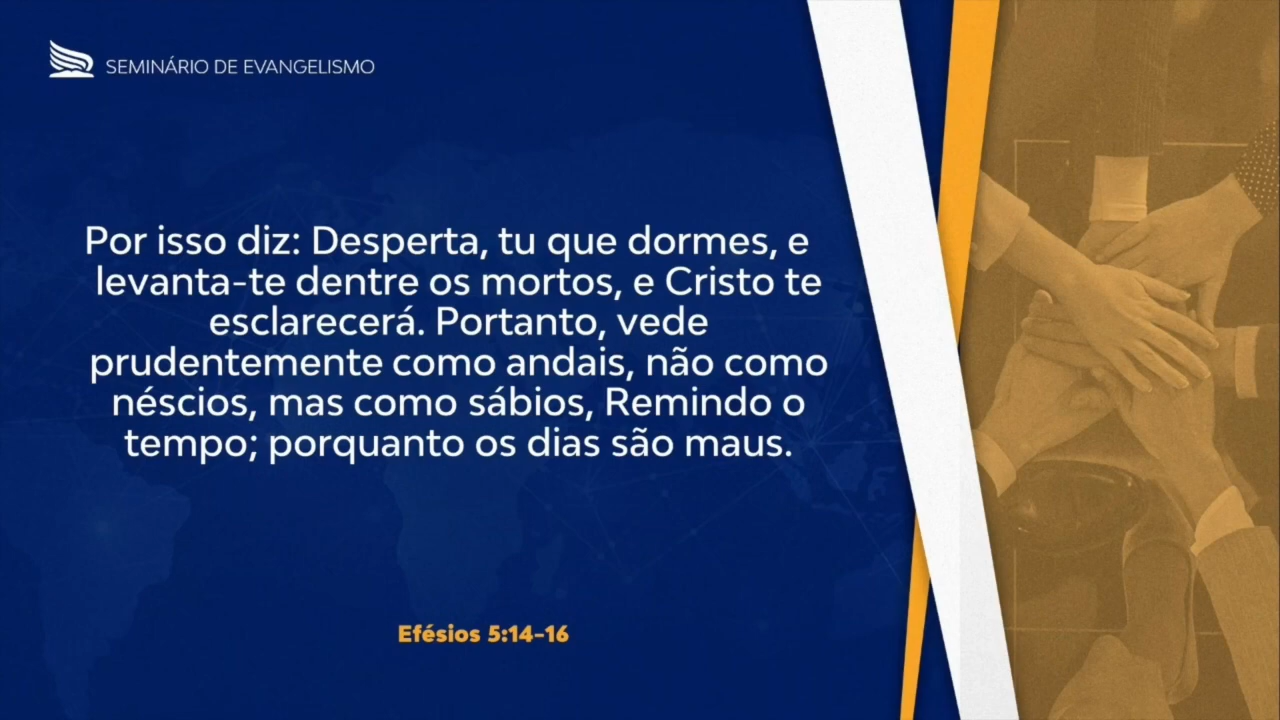 SEMINÁRIO DE EVANGELISMO
Por isso diz: Desperta, tu que dormes, e
levanta-te dentre os mortos, e Cristo te
esclarecerá. Portanto, vede
prudentemente como andais, não como
néscios, mas como sábios, Remindo o
tempo; porquanto os dias são maus.
Efésios 5:14-16